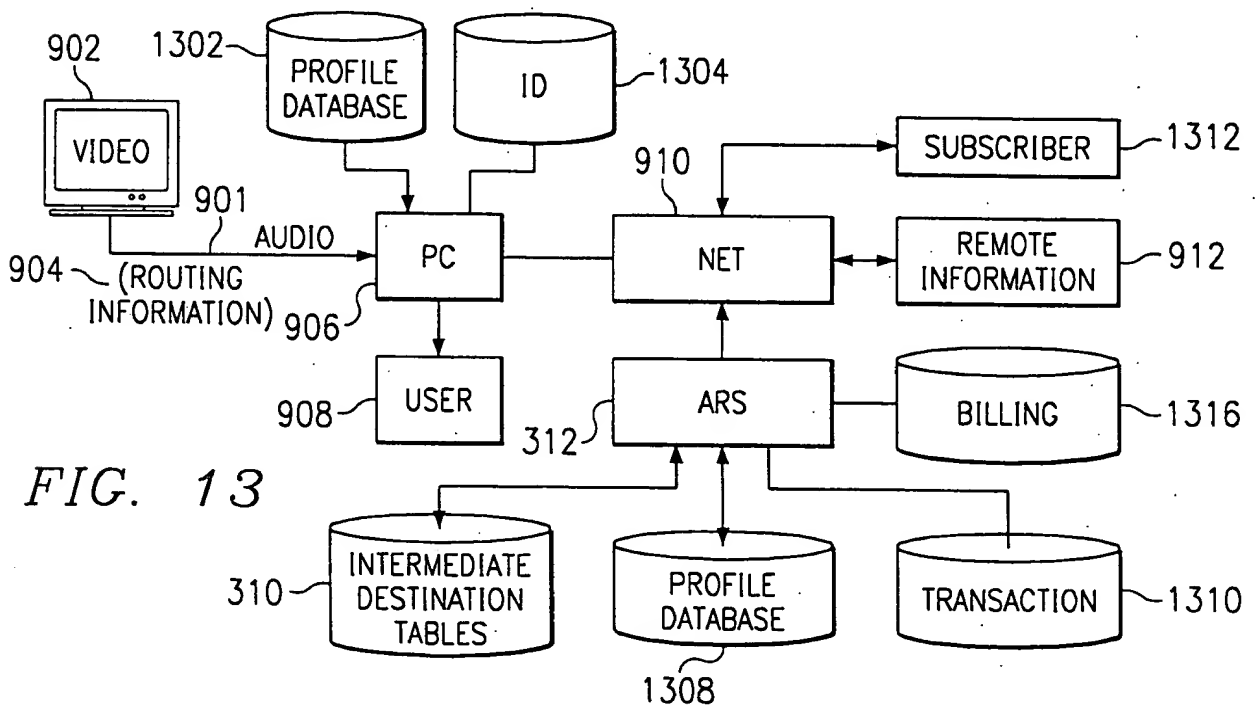 902
1302
PROFILE
DATABASE
ID
1304
VIDEO
901
AUDIO
904
(ROUTING
INFORMATION)
PC
906
910
NET
SUBSCRIBER
1312
REMOTE
INFORMATION
912
USER
908
ARS
312
BILLING
1316
FIG. 13
INTERMEDIATE
DESTINATION
TABLES
310
PROFILE
DATABASE
1308
TRANSACTION
1310